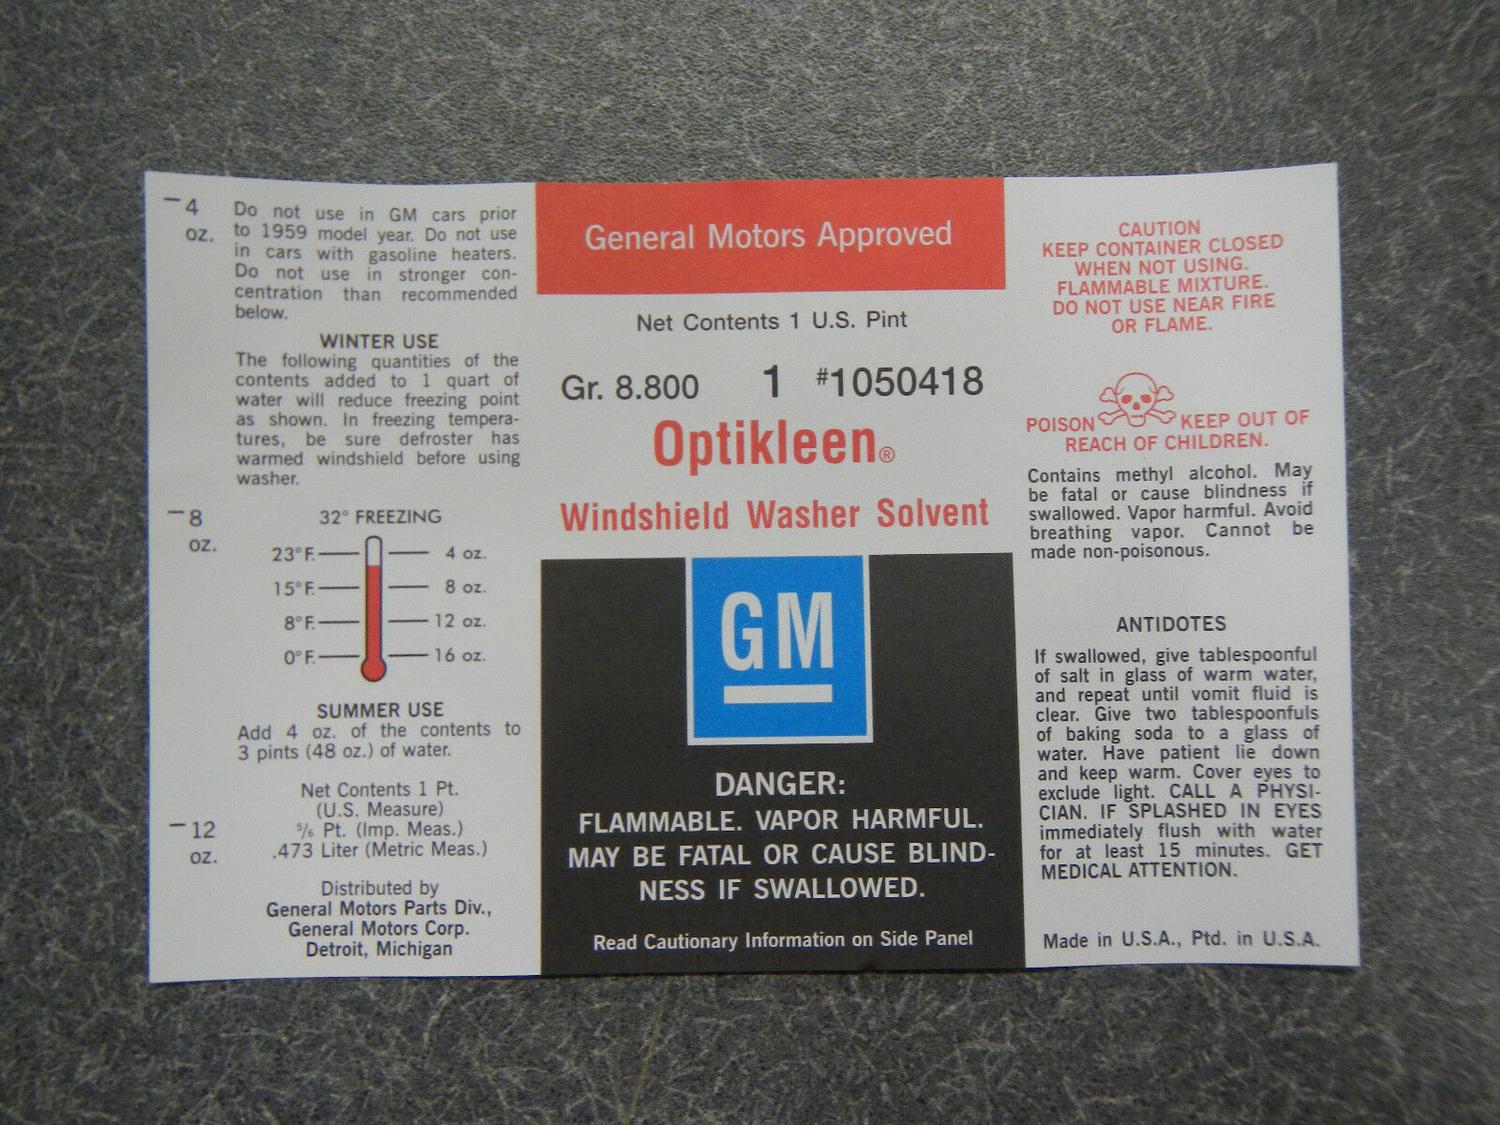 4
oz.
Do not use in GM cars prior
to 1959 model year. Do not use
in cars with gasoline heaters.
Do not use in stronger con-
centration than recommended
below.
WINTER USE
The following quantities of the
contents added to 1 quart of
water will reduce freezing point
as shown. In freezing tempera-
tures, be sure defroster has
warmed windshield before using
washer.
8
oz.
32° FREEZING
23°F. 4 oz.
15°F. 8 oz.
8°F. 12 oz.
0°F. 16 oz.
SUMMER USE
Add 4 oz. of the contents to
3 pints (48 oz.) of water.
Net Contents 1 Pt.
(U.S. Measure)
5/6 Pt. (Imp. Meas.)
.473 Liter (Metric Meas.)
12
oz.
Distributed by
General Motors Parts Div.,
General Motors Corp.
Detroit, Michigan
General Motors Approved
Net Contents 1 U.S. Pint
Gr. 8.800 1 #1050418
Optikleen®
Windshield Washer Solvent
GM
DANGER:
FLAMMABLE. VAPOR HARMFUL.
MAY BE FATAL OR CAUSE BLIND-
NESS IF SWALLOWED.
Read Cautionary Information on Side Panel
CAUTION
KEEP CONTAINER CLOSED
WHEN NOT USING.
FLAMMABLE MIXTURE.
DO NOT USE NEAR FIRE
OR FLAME.
POISON KEEP OUT OF
REACH OF CHILDREN.
Contains methyl alcohol. May
be fatal or cause blindness if
swallowed. Vapor harmful. Avoid
breathing vapor. Cannot be
made non-poisonous.
ANTIDOTES
If swallowed, give tablespoonful
of salt in glass of warm water,
and repeat until vomit fluid is
clear. Give two tablespoonfuls
of baking soda to a glass of
water. Have patient lie down
and keep warm. Cover eyes to
exclude light. CALL A PHYSI-
CIAN. IF SPLASHED IN EYES
immediately flush with water
for at least 15 minutes. GET
MEDICAL ATTENTION.
Made in U.S.A., Ptd. in U.S.A.